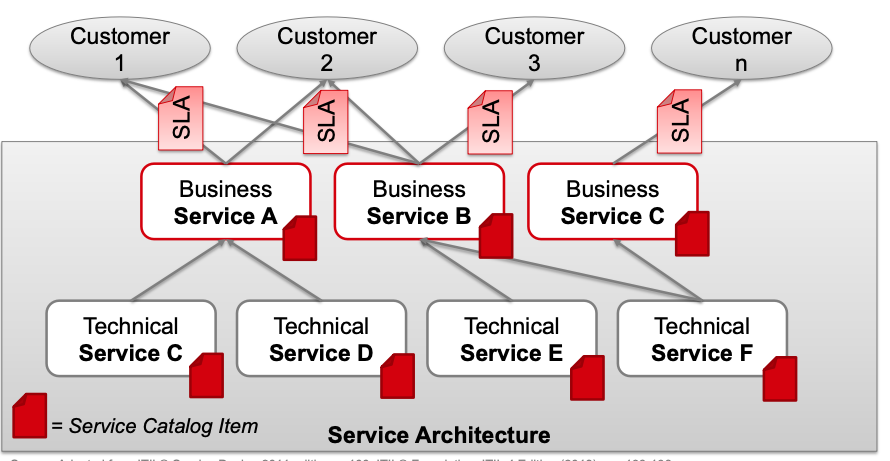 Customer
1
Customer
2
Customer
3
Customer
n
SLA
SLA
SLA
SLA
Business
Service A
Business
Service B
Business
Service C
Technical
Service C
Technical
Service D
Technical
Service E
Technical
Service F
= Service Catalog Item
Service Architecture